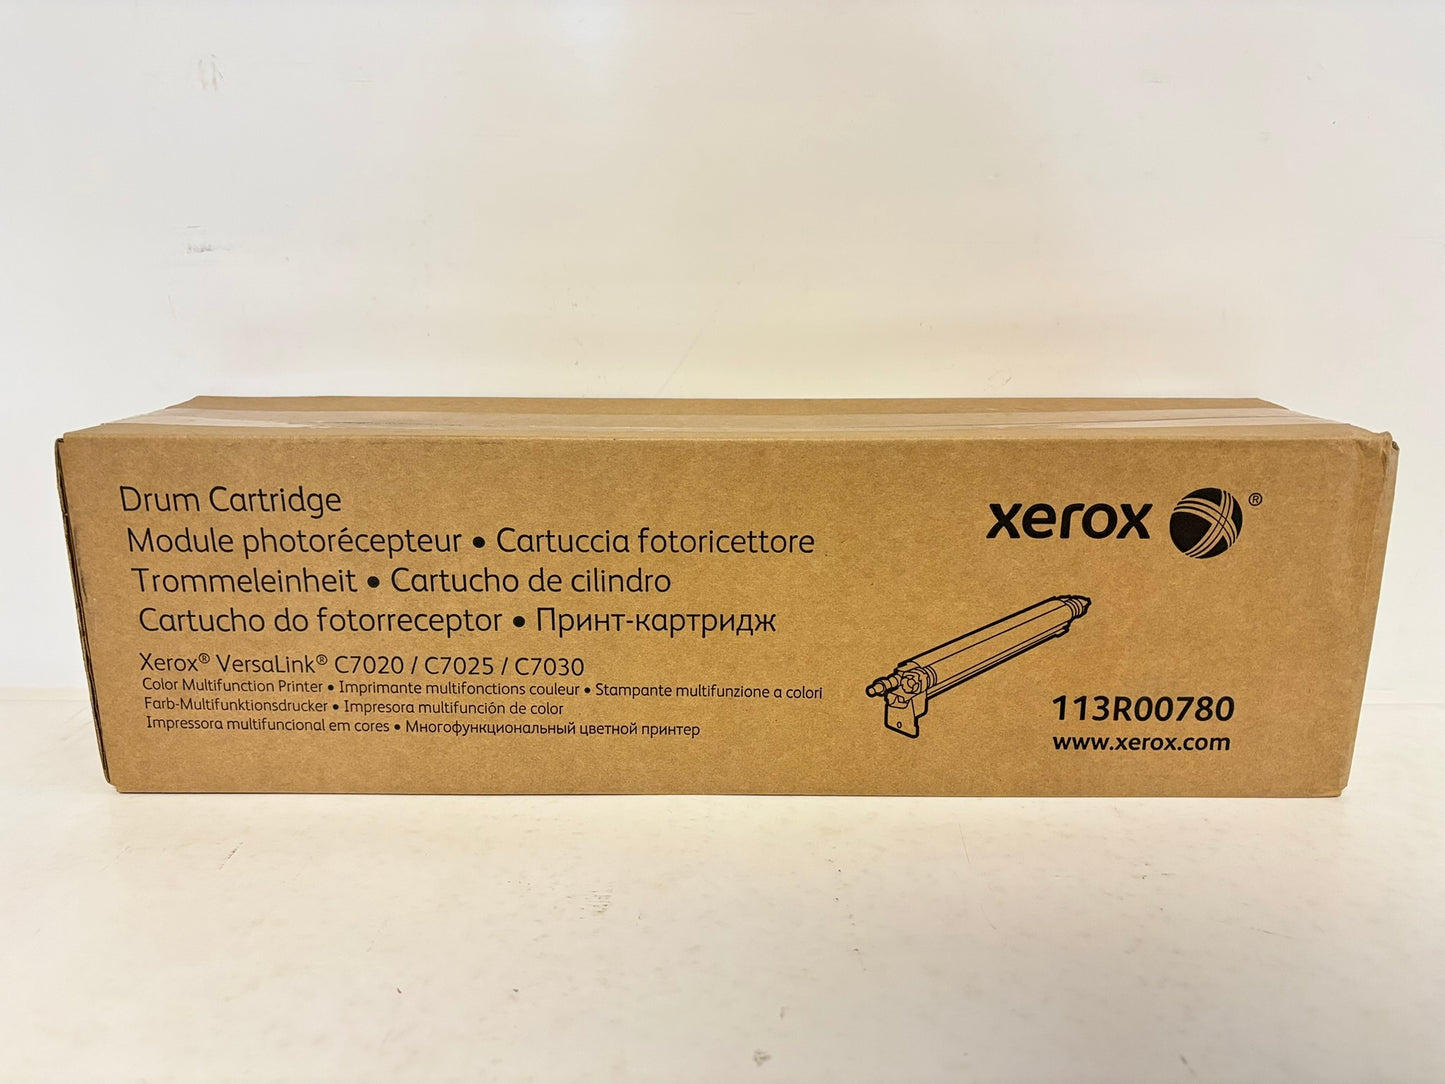 Drum Cartridge
Module photorécepteur • Cartuccia fotoricettore
Trommeleinheit • Cartucho de cilindro
Cartucho do fotorreceptor • Принт-картридж
Xerox® VersaLink® C7020 / C7025 / C7030
Color Multifunction Printer • Imprimante multifonctions couleur • Stampante multifunzione a colori
Farb-Multifunktionsdrucker • Impresora multifunción de color
Impressora multifuncional em cores • Многофункциональный цветной принтер
xerox ®
113R00780
www.xerox.com